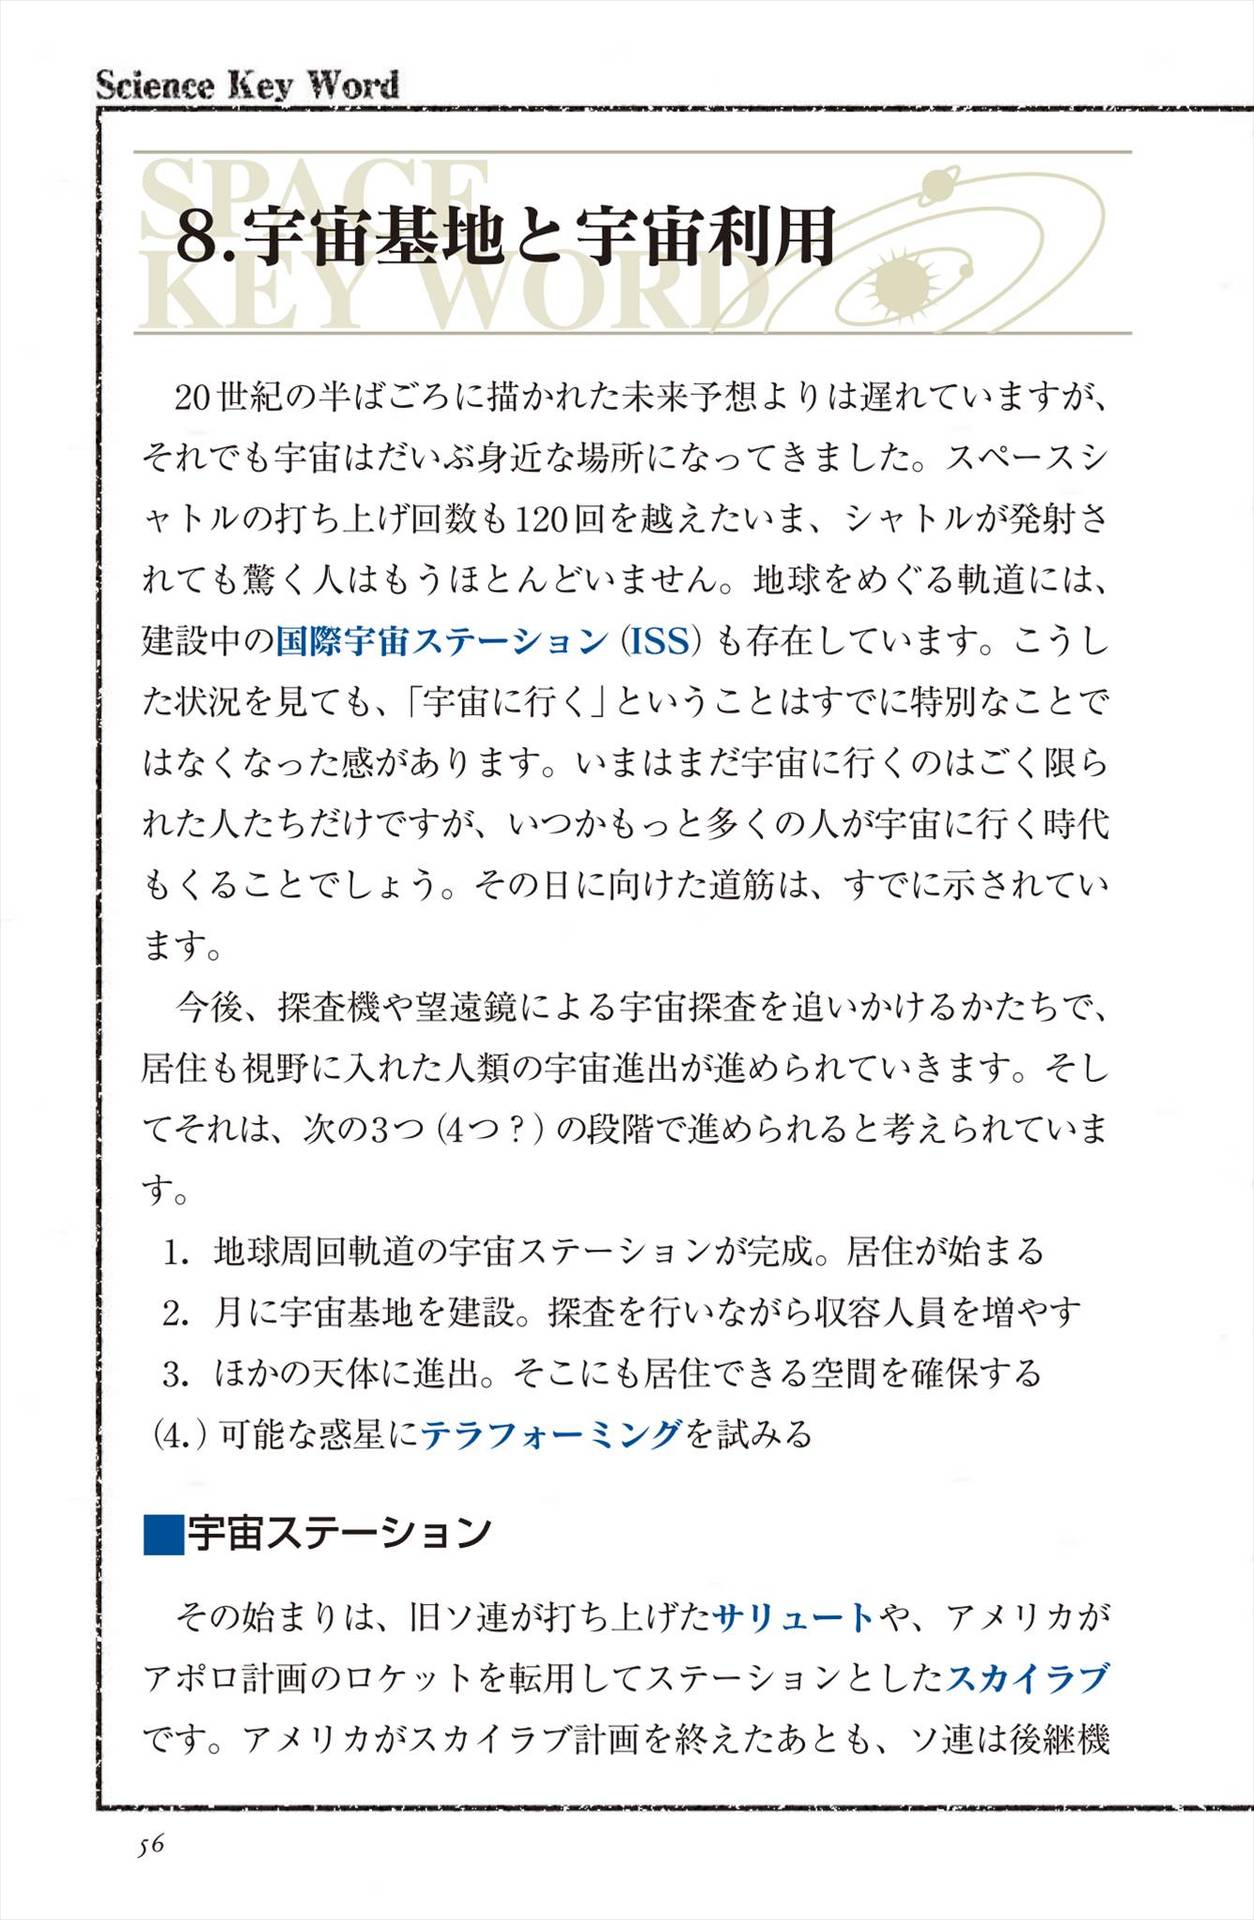 Science Key Word
SPACE
KEY WORD
8.宇宙基地と宇宙利用
20世紀の半ばごろに描かれた未来予想よりは遅れていますが、
それでも宇宙はだいぶ身近な場所になってきました。スペースシ
ャトルの打ち上げ回数も120回を越えたいま、シャトルが発射さ
れても驚く人はもうほとんどいません。地球をめぐる軌道には、
建設中の国際宇宙ステーション（ISS）も存在しています。こうし
た状況を見ても、「宇宙に行く」ということはすでに特別なことで
はなくなった感があります。いまはまだ宇宙に行くのはごく限ら
れた人たちだけですが、いつかもっと多くの人が宇宙に行く時代
もくることでしょう。その日に向けた道筋は、すでに示されてい
ます。
今後、探査機や望遠鏡による宇宙探査を追いかけるかたちで、
居住も視野に入れた人類の宇宙進出が進められていきます。そし
てそれは、次の3つ（4つ？）の段階で進められると考えられていま
す。
1. 地球周回軌道の宇宙ステーションが完成。居住が始まる
2. 月に宇宙基地を建設。探査を行いながら収容人員を増やす
3. ほかの天体に進出。そこにも居住できる空間を確保する
（4.）可能な惑星にテラフォーミングを試みる
■宇宙ステーション
その始まりは、旧ソ連が打ち上げたサリュートや、アメリカが
アポロ計画のロケットを転用してステーションとしたスカイラブ
です。アメリカがスカイラブ計画を終えたあとも、ソ連は後継機
56